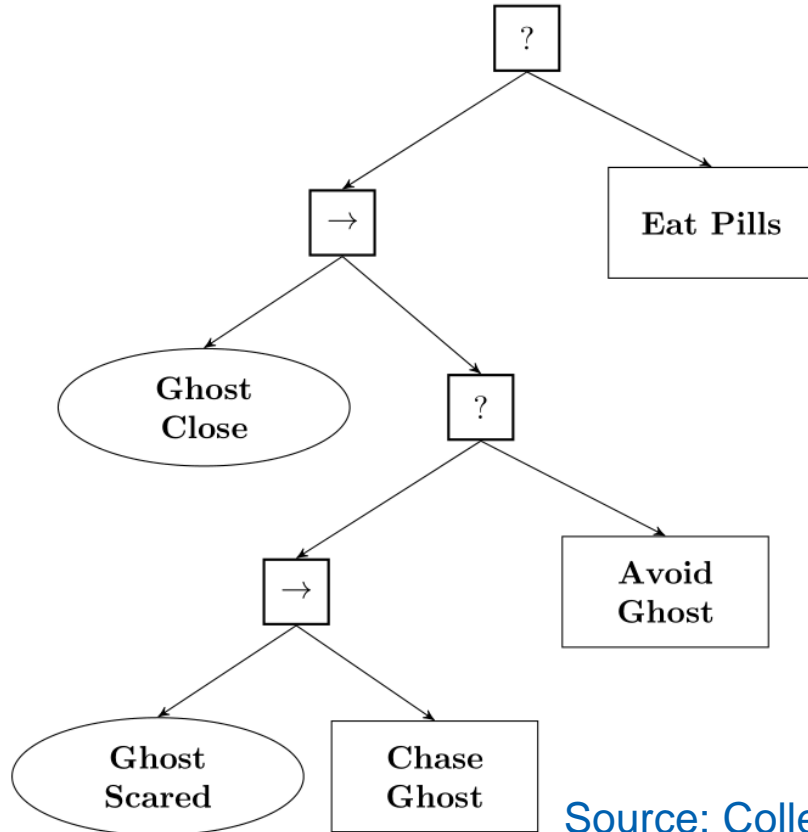 ?
→
Eat Pills
Ghost
Close
?
→
Avoid
Ghost
Ghost
Scared
Chase
Ghost
Source: Colle